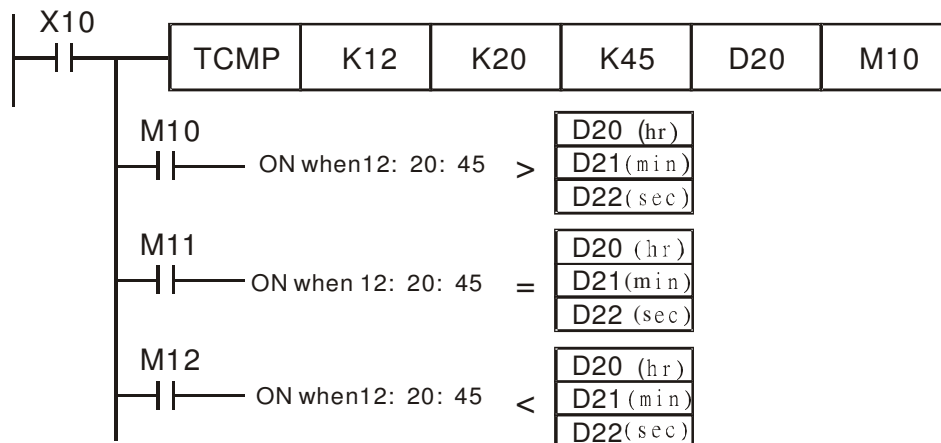 X10
TCMP K12 K20 K45 D20 M10
M10
D20 (hr)
ON when12: 20: 45 > D21(min)
D22(sec)
M11
D20 (hr)
ON when 12: 20: 45 = D21(min)
D22 (sec)
M12
D20 (hr)
ON when12: 20: 45 < D21(min)
D22(sec)